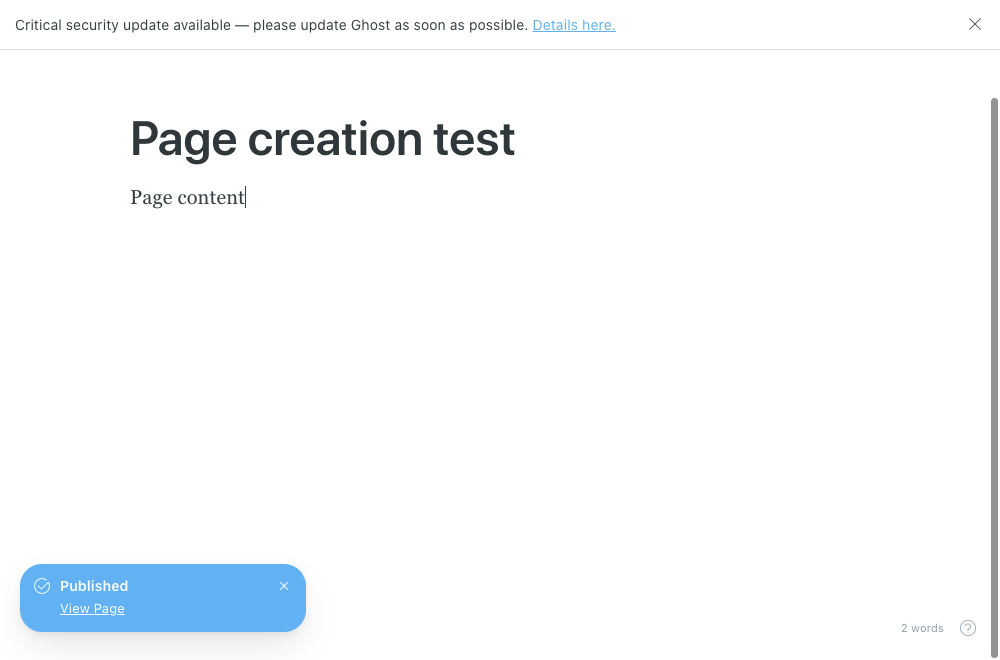 Critical security update available — please update Ghost as soon as possible. Details here.
Page creation test
Page content
Published
View Page
2 words
?